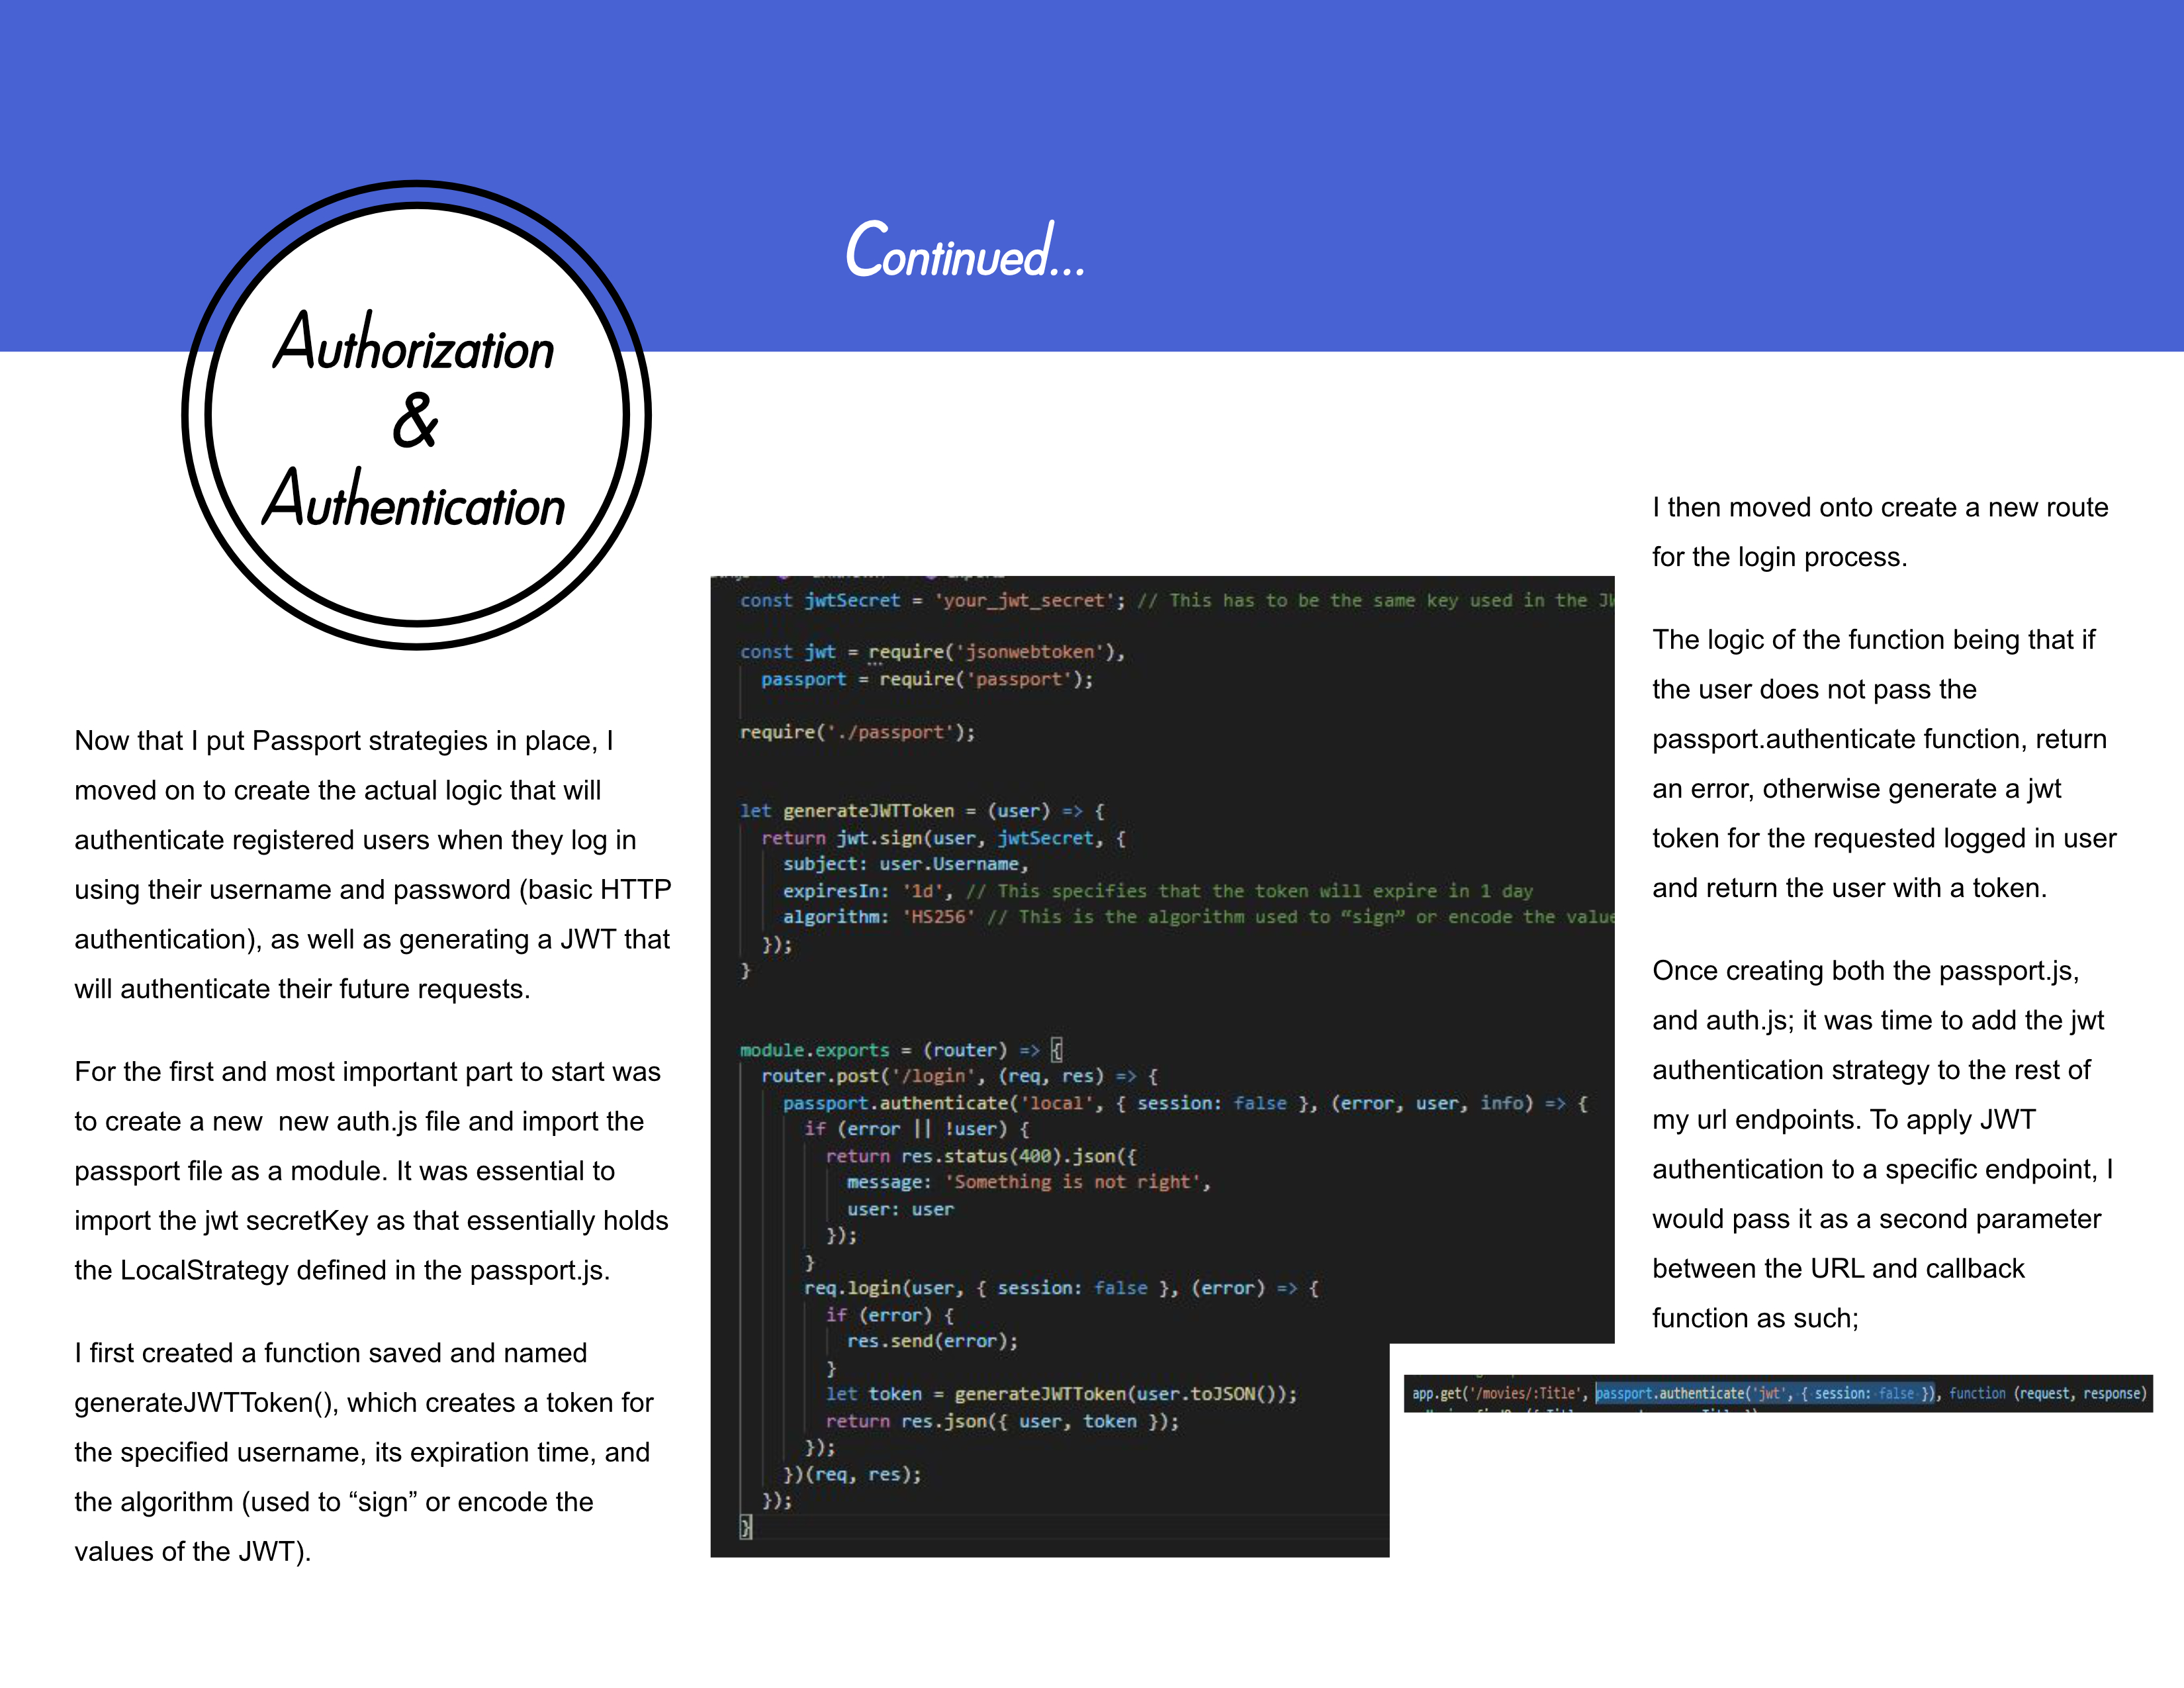 Continued...
Authorization
&
Authentication
Now that I put Passport strategies in place, I
moved on to create the actual logic that will
authenticate registered users when they log in
using their username and password (basic HTTP
authentication), as well as generating a JWT that
will authenticate their future requests.
For the first and most important part to start was
to create a new  new auth.js file and import the
passport file as a module. It was essential to
import the jwt secretKey as that essentially holds
the LocalStrategy defined in the passport.js.
I first created a function saved and named
generateJWTToken(), which creates a token for
the specified username, its expiration time, and
the algorithm (used to “sign” or encode the
values of the JWT).
const jwtSecret = 'your_jwt_secret'; // This has to be the same key used in the
const jwt = require('jsonwebtoken'),
passport = require('passport');
require('./passport');
let generateJWTToken = (user) => {
return jwt.sign(user, jwtSecret, {
subject: user.Username,
expiresIn: '1d', // This specifies that the token will expire in 1 day
algorithm: 'HS256' // This is the algorithm used to “sign” or encode the value
});
}
module.exports = (router) => {
router.post('/login', (req, res) => {
passport.authenticate('local', { session: false }, (error, user, info) => {
if (error || !user) {
return res.status(400).json({
message: 'Something is not right',
user: user
});
}
req.login(user, { session: false }, (error) => {
if (error) {
res.send(error);
}
let token = generateJWTToken(user.toJSON());
return res.json({ user, token });
});
})(req, res);
});
}
I then moved onto create a new route
for the login process.
The logic of the function being that if
the user does not pass the
passport.authenticate function, return
an error, otherwise generate a jwt
token for the requested logged in user
and return the user with a token.
Once creating both the passport.js,
and auth.js; it was time to add the jwt
authentication strategy to the rest of
my url endpoints. To apply JWT
authentication to a specific endpoint, I
would pass it as a second parameter
between the URL and callback
function as such;
app.get('/movies/:Title', passport.authenticate('jwt', { session: false }), function (request, response)